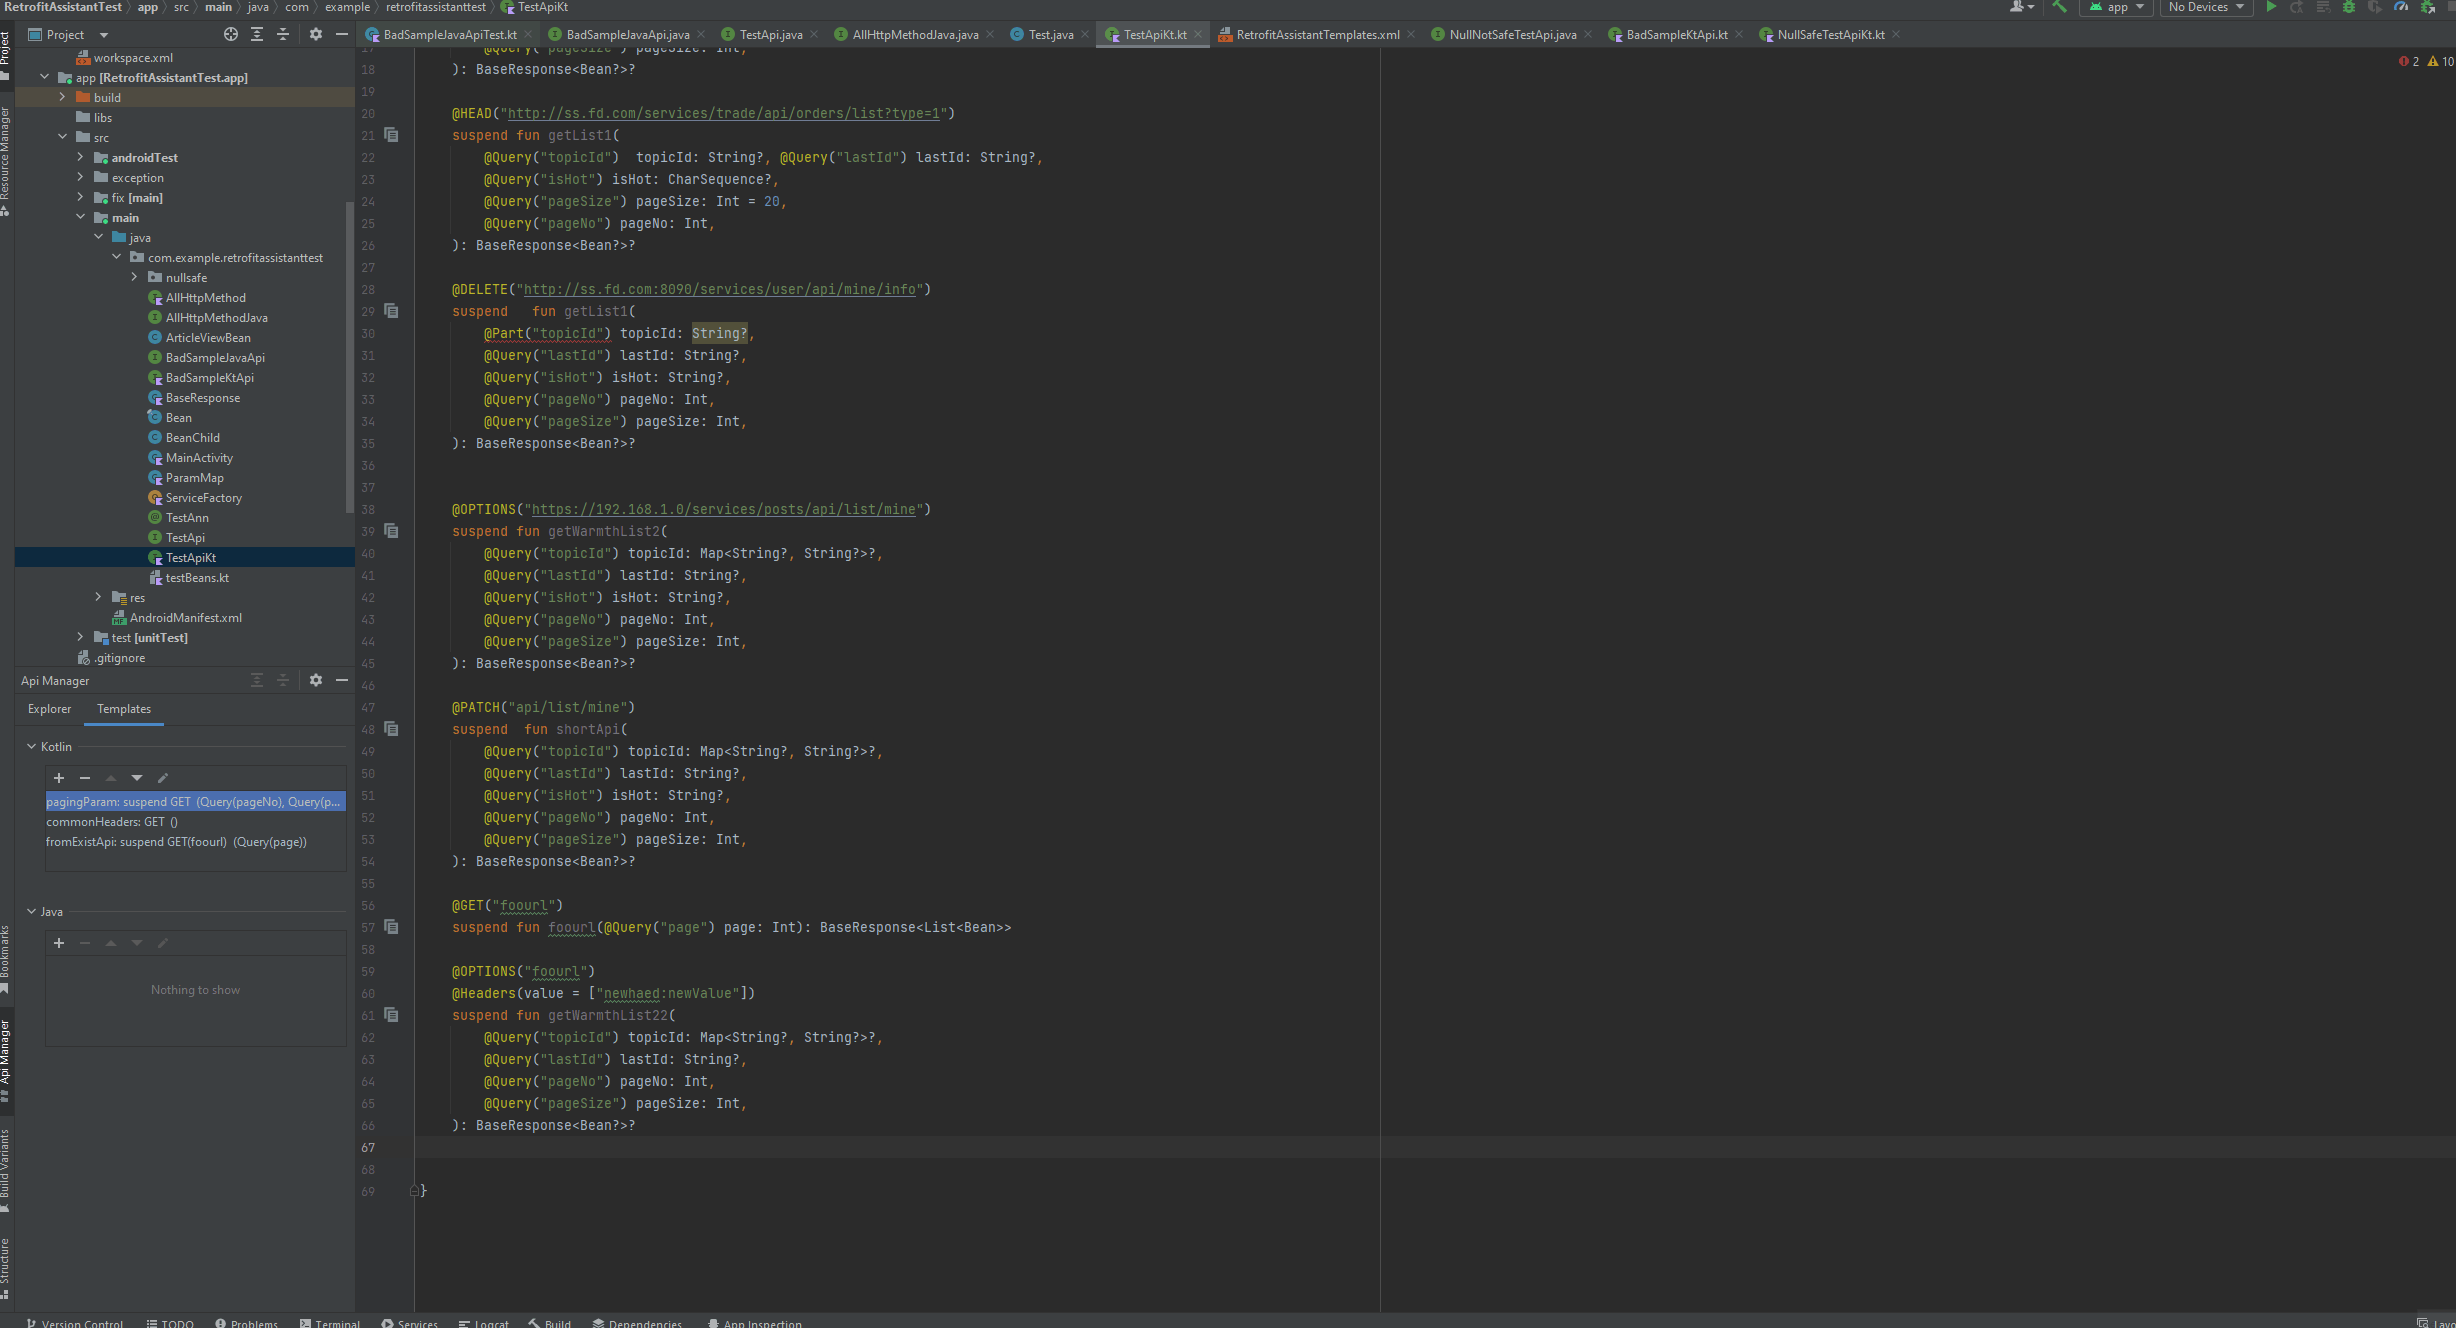 RetrofitAssistantTest > app > src > main > java > com > example > retrofitassistanttest > TestApiKt
app
No Devices
Project
BadSampleJavaApiTest.kt
BadSampleJavaApi.java
TestApi.java
AllHttpMethodJava.java
Test.java
TestApiKt.kt
RetrofitAssistantTemplates.xml
NullNotSafeTestApi.java
BadSampleKtApi.kt
NullSafeTestApiKt.kt
2 10
Project
Resource Manager
Bookmarks
Api Manager
Build Variants
Structure
workspace.xml
app [RetrofitAssistantTest.app]
build
libs
src
androidTest
exception
fix [main]
main
java
com.example.retrofitassistanttest
nullsafe
AllHttpMethod
AllHttpMethodJava
ArticleViewBean
BadSampleJavaApi
BadSampleKtApi
BaseResponse
Bean
BeanChild
MainActivity
ParamMap
ServiceFactory
TestAnn
TestApi
TestApiKt
testBeans.kt
res
AndroidManifest.xml
test [unitTest]
.gitignore
Api Manager
Explorer
Templates
Kotlin
pagingParam: suspend GET (Query(pageNo), Query(p...
commonHeaders: GET ()
fromExistApi: suspend GET(foourl) (Query(page))
Java
Nothing to show
17 @Query("pageSize") pageSize: Int,
18 ): BaseResponse<Bean?>?
19
20 @HEAD("http://ss.fd.com/services/trade/api/orders/list?type=1")
21 suspend fun getList1(
22 @Query("topicId")  topicId: String?, @Query("lastId") lastId: String?,
23 @Query("isHot") isHot: CharSequence?,
24 @Query("pageSize") pageSize: Int = 20,
25 @Query("pageNo") pageNo: Int,
26 ): BaseResponse<Bean?>?
27
28 @DELETE("http://ss.fd.com:8090/services/user/api/mine/info")
29 suspend   fun getList1(
30 @Part("topicId") topicId: String?,
31 @Query("lastId") lastId: String?,
32 @Query("isHot") isHot: String?,
33 @Query("pageNo") pageNo: Int,
34 @Query("pageSize") pageSize: Int,
35 ): BaseResponse<Bean?>?
36
37
38 @OPTIONS("https://192.168.1.0/services/posts/api/list/mine")
39 suspend fun getWarmthList2(
40 @Query("topicId") topicId: Map<String?, String?>?,
41 @Query("lastId") lastId: String?,
42 @Query("isHot") isHot: String?,
43 @Query("pageNo") pageNo: Int,
44 @Query("pageSize") pageSize: Int,
45 ): BaseResponse<Bean?>?
46
47 @PATCH("api/list/mine")
48 suspend  fun shortApi(
49 @Query("topicId") topicId: Map<String?, String?>?,
50 @Query("lastId") lastId: String?,
51 @Query("isHot") isHot: String?,
52 @Query("pageNo") pageNo: Int,
53 @Query("pageSize") pageSize: Int,
54 ): BaseResponse<Bean?>?
55
56 @GET("foourl")
57 suspend fun foourl(@Query("page") page: Int): BaseResponse<List<Bean>>
58
59 @OPTIONS("foourl")
60 @Headers(value = ["newhaed:newValue"])
61 suspend fun getWarmthList22(
62 @Query("topicId") topicId: Map<String?, String?>?,
63 @Query("lastId") lastId: String?,
64 @Query("pageNo") pageNo: Int,
65 @Query("pageSize") pageSize: Int,
66 ): BaseResponse<Bean?>?
67
68
69 }
Version Control
TODO
Problems
Terminal
Services
Logcat
Build
Dependencies
App Inspection